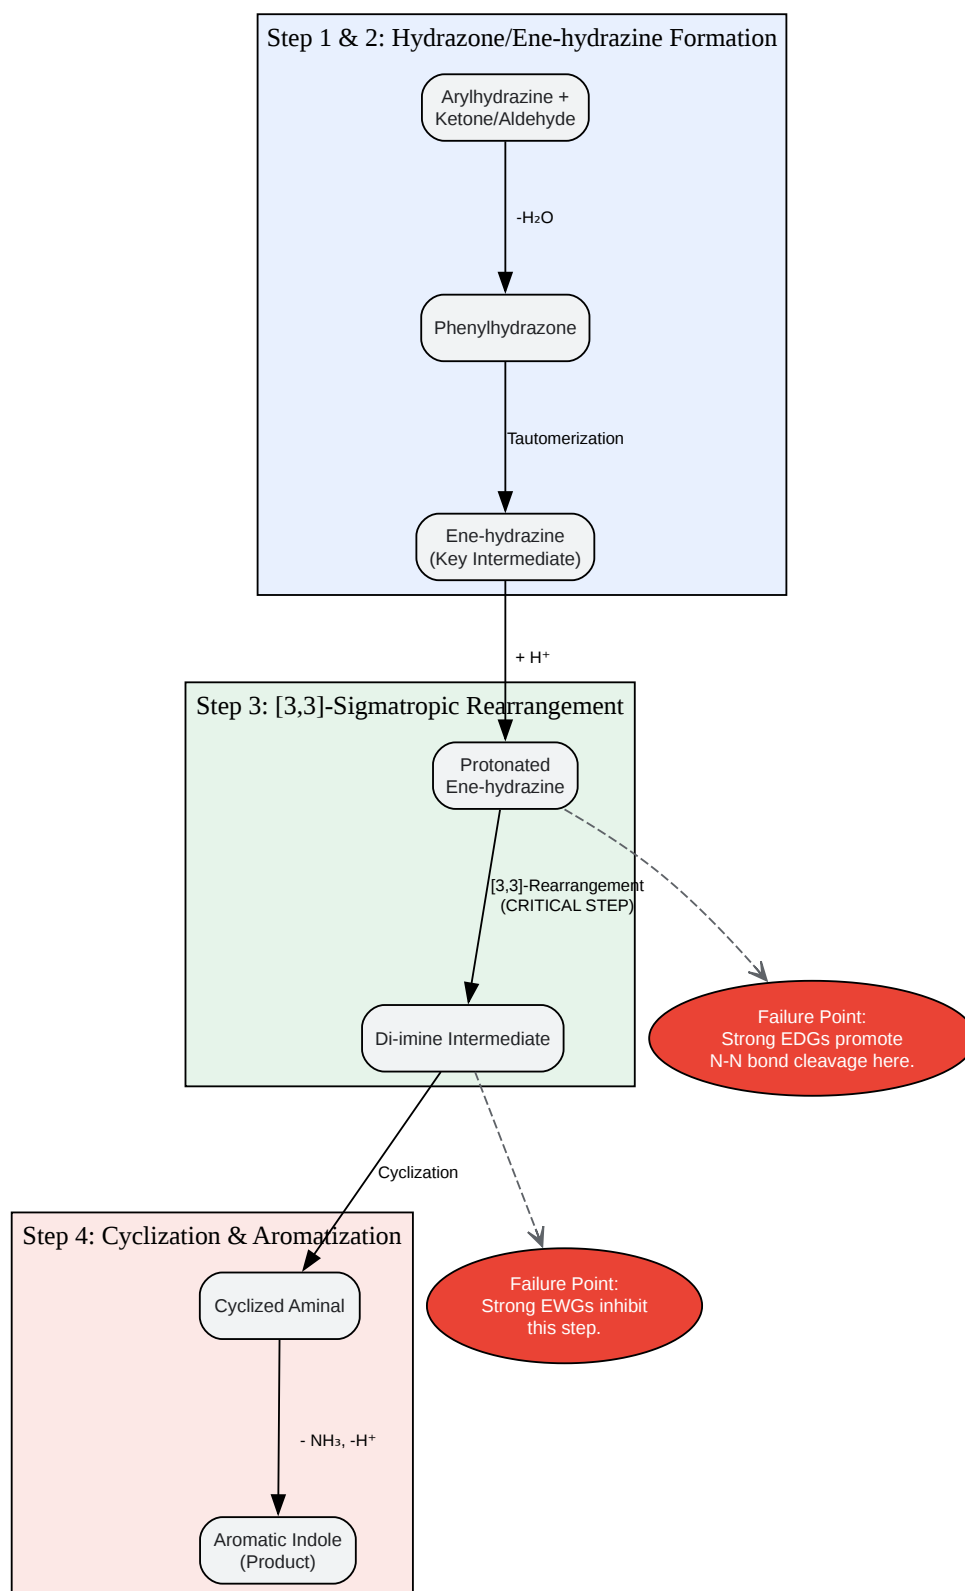 Step 1 & 2: Hydrazone/Ene-hydrazine Formation
Arylhydrazine +
Ketone/Aldehyde
-H₂O
Phenylhydrazone
Tautomerization
Ene-hydrazine
(Key Intermediate)
+ H⁺
Step 3: [3,3]-Sigmatropic Rearrangement
Protonated
Ene-hydrazine
[3,3]-Rearrangement
(CRITICAL STEP)
Di-imine Intermediate
Failure Point:
Strong EDGs promote
N-N bond cleavage here.
Cyclization
Step 4: Cyclization & Aromatization
Cyclized Aminal
Failure Point:
Strong EWGs inhibit
this step.
- NH₃, -H⁺
Aromatic Indole
(Product)